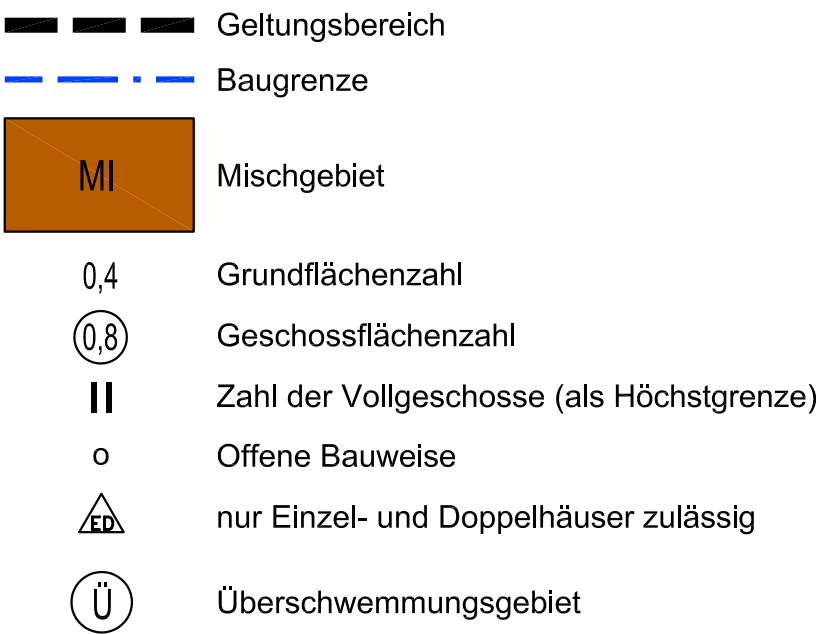 Geltungsbereich
Baugrenze
MI Mischgebiet
0,4 Grundflächenzahl
0,8 Geschossflächenzahl
II Zahl der Vollgeschosse (als Höchstgrenze)
o Offene Bauweise
ED nur Einzel- und Doppelhäuser zulässig
Ü Überschwemmungsgebiet